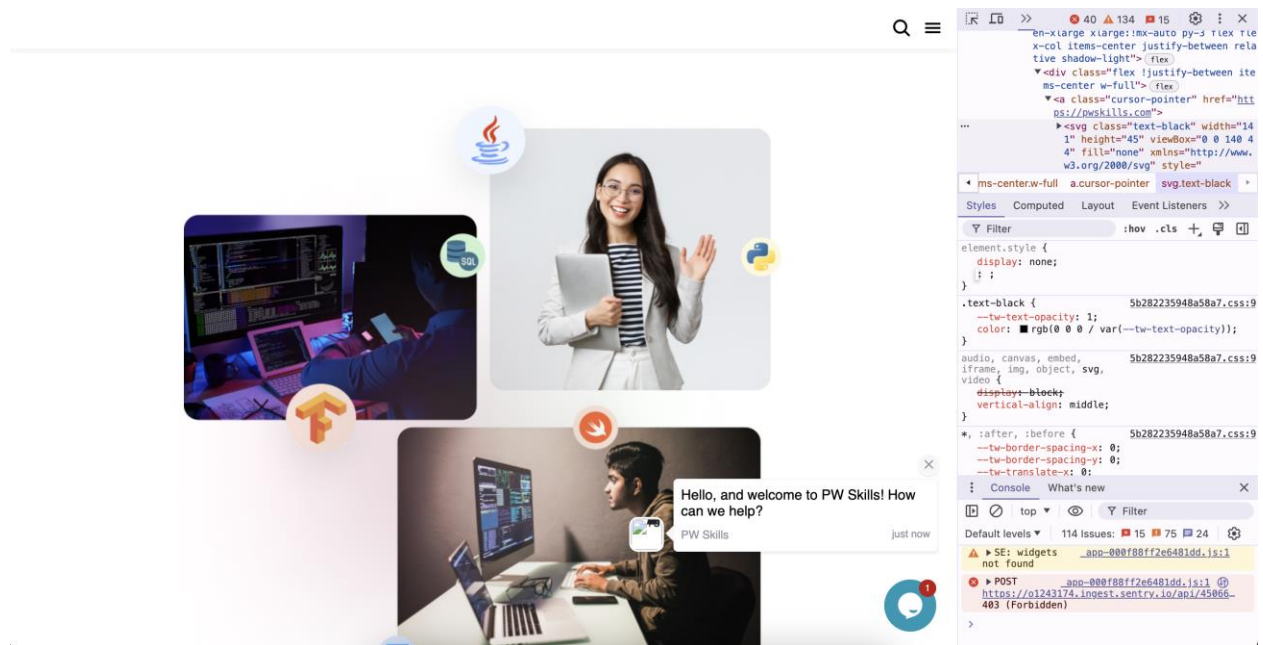 SQL
Hello, and welcome to PW Skills! How
can we help?
PW Skills just now
1
40 134 15
en-xlarge xlarge:!mx-auto py-3 flex fle
x-col items-center justify-between rela
tive shadow-light"> flex
<div class="flex !justify-between ite
ms-center w-full"> flex
<a class="cursor-pointer" href="htt
ps://pwskills.com">
... <svg class="text-black" width="14
1" height="45" viewBox="0 0 140 4
4" fill="none" xmlns="http://www.
w3.org/2000/svg" style="
ms-center.w-full a.cursor-pointer svg.text-black
Styles Computed Layout Event Listeners
Filter :hov .cls
element.style {
display: none;
: ;
}
.text-black { 5b282235948a58a7.css:9
--tw-text-opacity: 1;
color: rgb(0 0 0 / var(--tw-text-opacity));
}
audio, canvas, embed, 5b282235948a58a7.css:9
iframe, img, object, svg,
video {
display: block;
vertical-align: middle;
}
*, :after, :before { 5b282235948a58a7.css:9
--tw-border-spacing-x: 0;
--tw-border-spacing-y: 0;
--tw-translate-x: 0;
Console What's new
top Filter
Default levels 114 Issues: 15 75 24
SE: widgets _app-000f88ff2e6481dd.js:1
not found
POST _app-000f88ff2e6481dd.js:1
https://o1243174.ingest.sentry.io/api/45066…
403 (Forbidden)